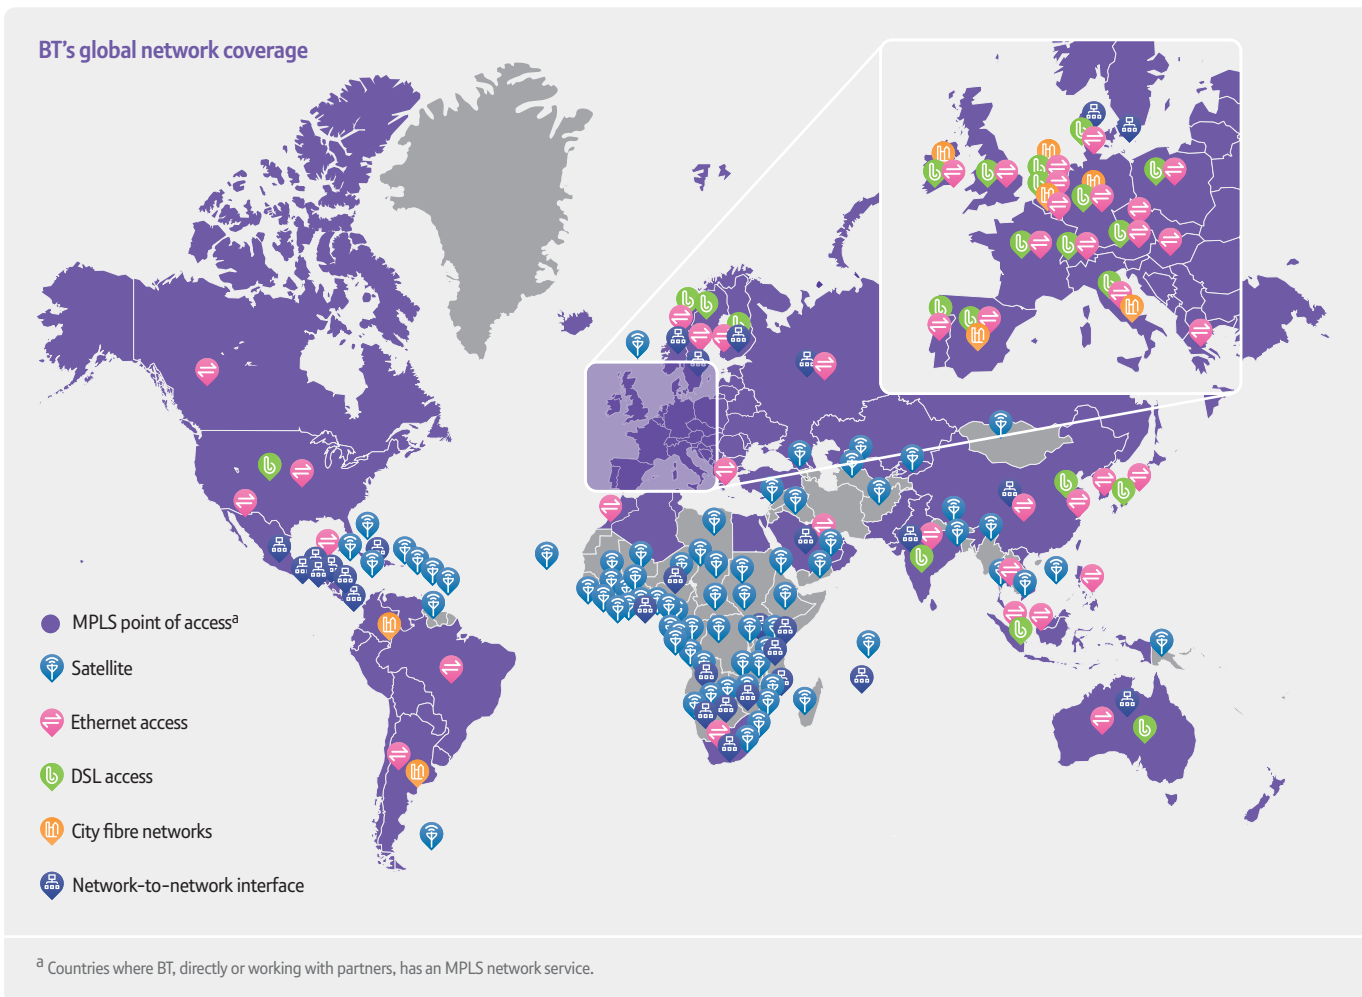 BT's global network coverage
MPLS point of accessᵃ
Satellite
Ethernet access
DSL access
City fibre networks
Network-to-network interface
ᵃ Countries where BT, directly or working with partners, has an MPLS network service.